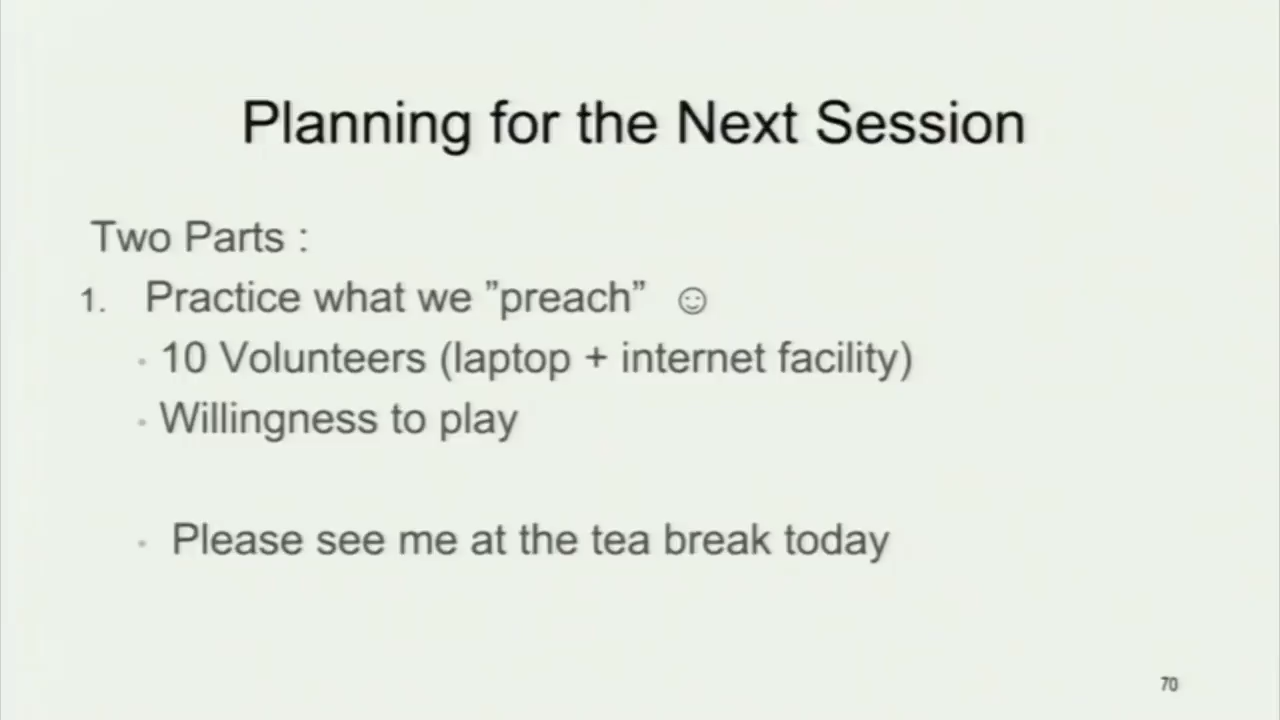 Planning for the Next Session
Two Parts :
1. Practice what we ”preach” ☺
• 10 Volunteers (laptop + internet facility)
• Willingness to play
• Please see me at the tea break today
70